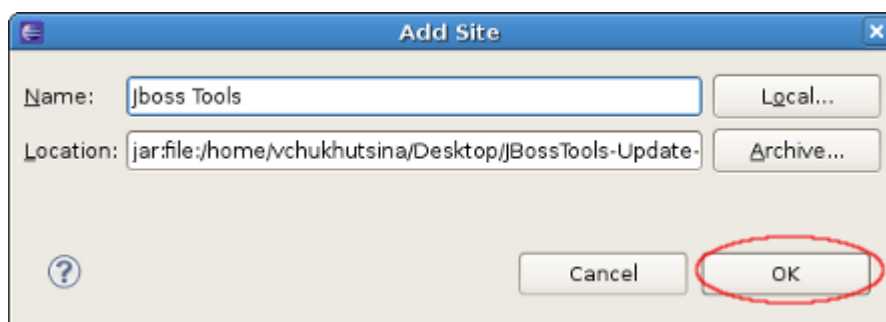 Add Site
Name: Jboss Tools Local...
Location: jar:file:/home/vchukhutsina/Desktop/JBossTools-Update- Archive...
? Cancel OK